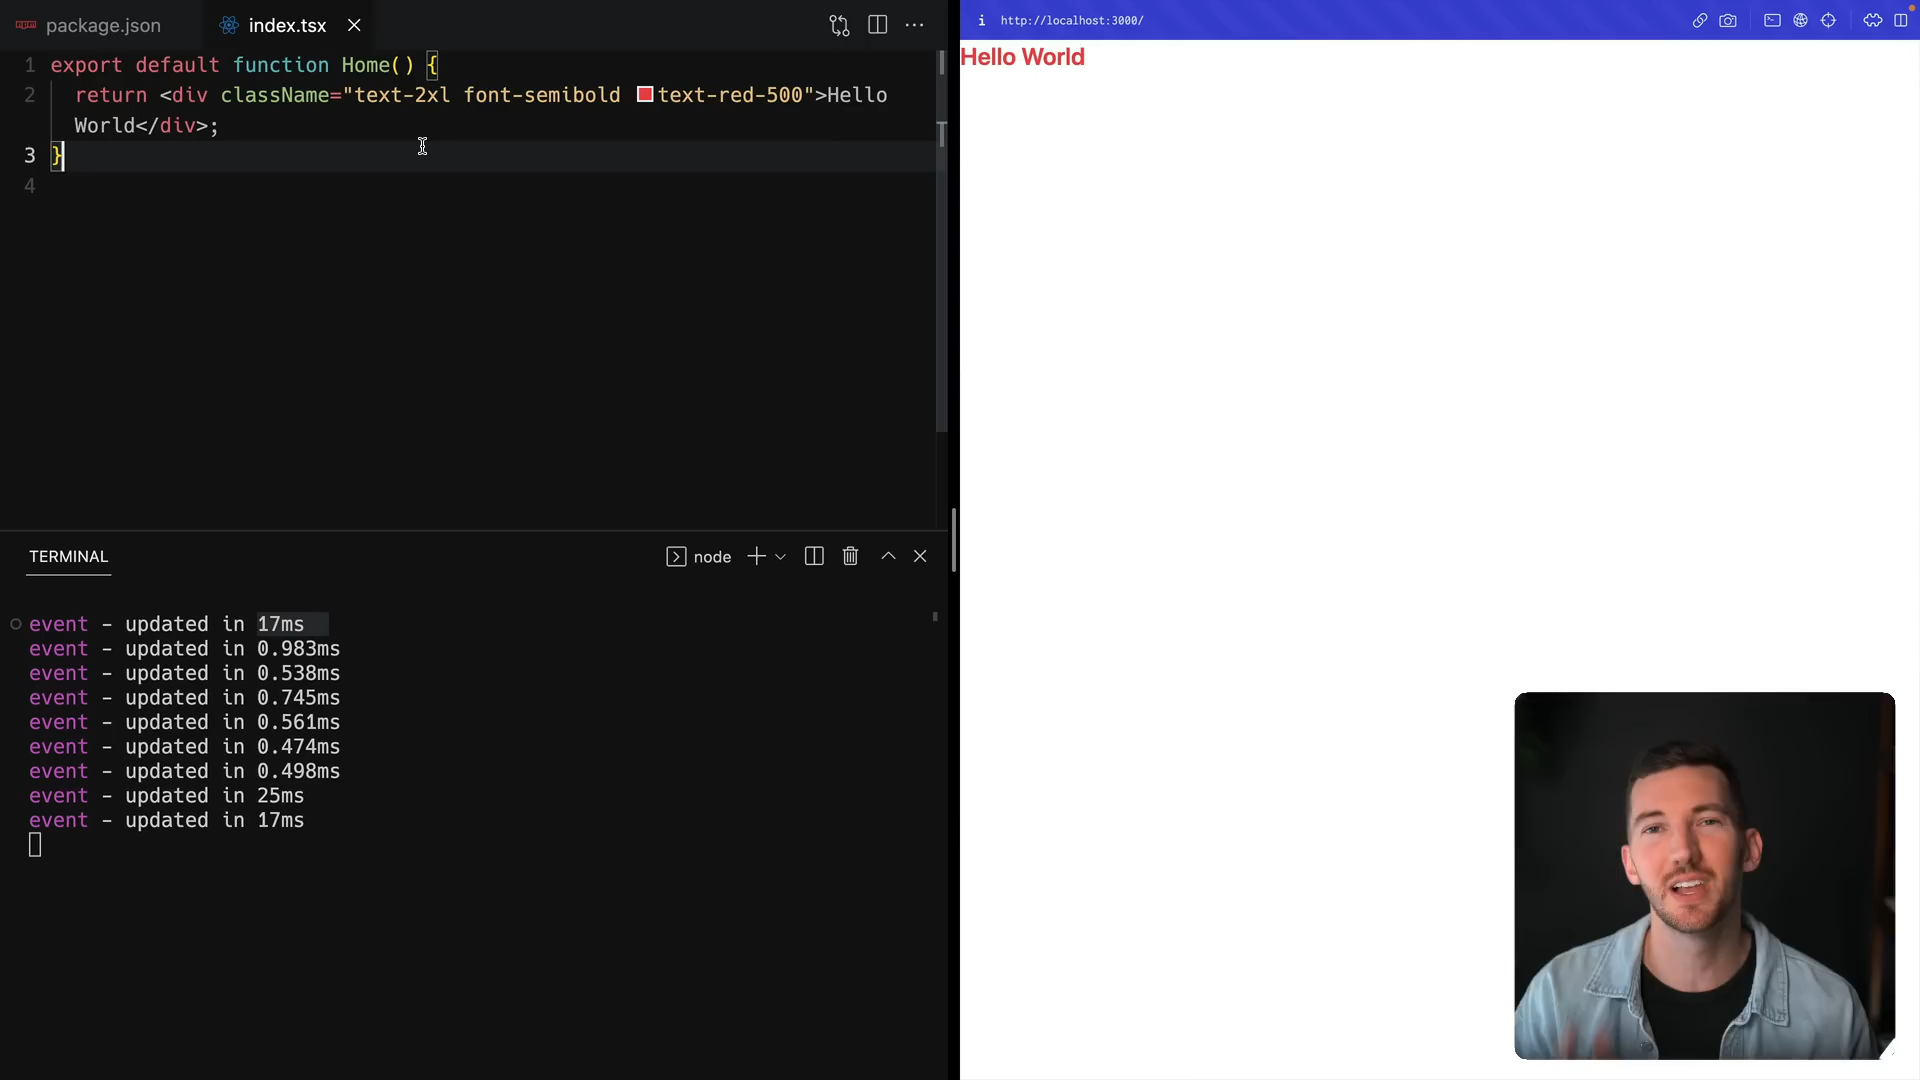 package.json
index.tsx
1 export default function Home() {
2 return <div className="text-2xl font-semibold text-red-500">Hello
World</div>;
3 }
4
TERMINAL
node
event - updated in 17ms
event - updated in 0.983ms
event - updated in 0.538ms
event - updated in 0.745ms
event - updated in 0.561ms
event - updated in 0.474ms
event - updated in 0.498ms
event - updated in 25ms
event - updated in 17ms
i http://localhost:3000/
Hello World